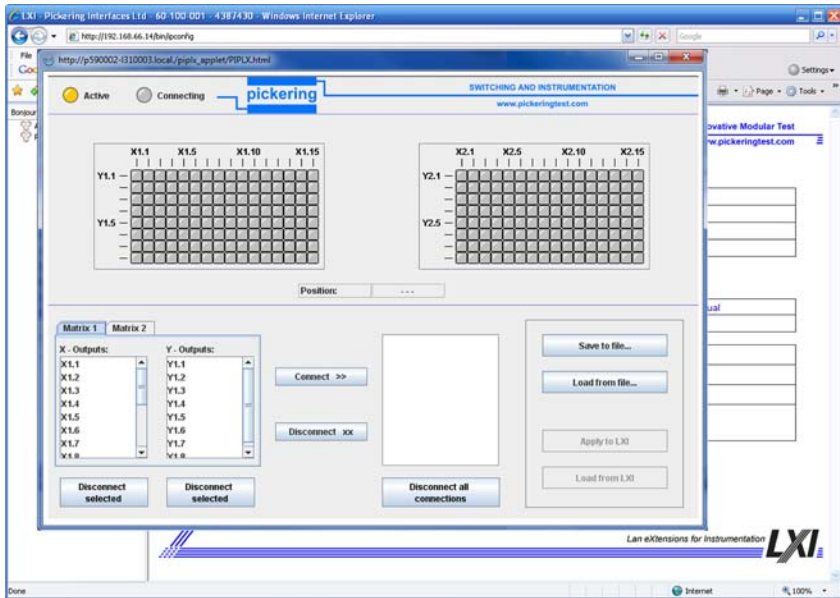 LXI - Pickering Interfaces Ltd - 60-100-001 - 4387430 - Windows Internet Explorer
http://192.168.66.14/bin/ipconfig
Google
File
http://p590002-l310003.local./piplx_applet/PIPLX.html
Goo
Settings
Page
Tools
Bonjour
Active
Connecting
pickering
SWITCHING AND INSTRUMENTATION
www.pickeringtest.com
ovative Modular Test
w.pickeringtest.com
X1.1 X1.5 X1.10 X1.15
Y1.1
Y1.5
X2.1 X2.5 X2.10 X2.15
Y2.1
Y2.5
Position:
---
ual
Matrix 1
Matrix 2
X - Outputs:
X1.1
X1.2
X1.3
X1.4
X1.5
X1.6
X1.7
X1.8
Y - Outputs:
Y1.1
Y1.2
Y1.3
Y1.4
Y1.5
Y1.6
Y1.7
Y1.8
Connect >>
Disconnect xx
Disconnect selected
Disconnect selected
Disconnect all connections
Save to file...
Load from file...
Apply to LXI
Load from LXI
Lan eXtensions for Instrumentation
LXI
Done
Internet
100%